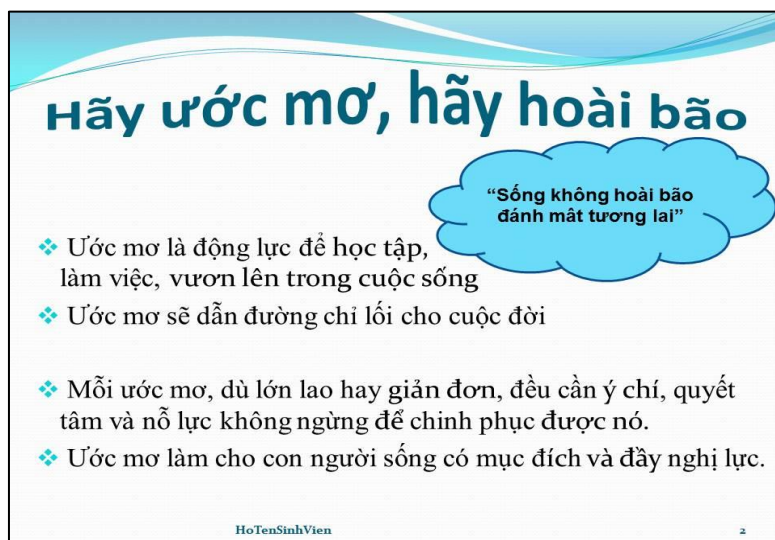 Hãy ước mơ, hãy hoài bão
“Sống không hoài bão
đánh mât tương lai”
❖ Ước mơ là động lực để học tập,
làm việc, vươn lên trong cuộc sống
❖ Ước mơ sẽ dẫn đường chỉ lối cho cuộc đời
❖ Mỗi ước mơ, dù lớn lao hay giản đơn, đều cần ý chí, quyết
tâm và nỗ lực không ngừng để chinh phục được nó.
❖ Ước mơ làm cho con người sống có mục đích và đầy nghị lực.
HoTenSinhVien
2